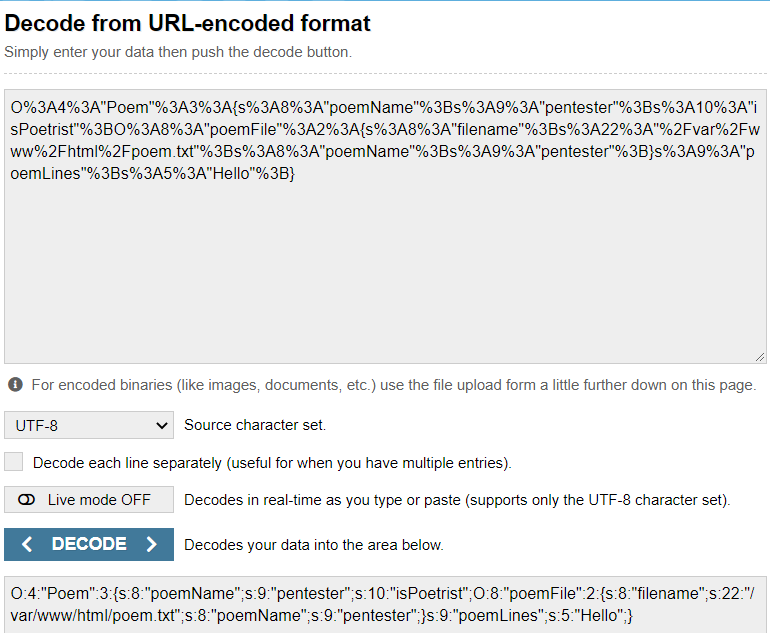 Decode from URL-encoded format
Simply enter your data then push the decode button.
O%3A4%3A"Poem"%3A3%3A{s%3A8%3A"poemName"%3Bs%3A9%3A"pentester"%3Bs%3A10%3A"i
sPoetrist"%3BO%3A8%3A"poemFile"%3A2%3A{s%3A8%3A"filename"%3Bs%3A22%3A"%2Fvar%2Fw
ww%2Fhtml%2Fpoem.txt"%3Bs%3A8%3A"poemName"%3Bs%3A9%3A"pentester"%3B}s%3A9%3A"p
oemLines"%3Bs%3A5%3A"Hello"%3B}
For encoded binaries (like images, documents, etc.) use the file upload form a little further down on this page.
UTF-8 Source character set.
Decode each line separately (useful for when you have multiple entries).
Live mode OFF Decodes in real-time as you type or paste (supports only the UTF-8 character set).
< DECODE > Decodes your data into the area below.
O:4:"Poem":3:{s:8:"poemName";s:9:"pentester";s:10:"isPoetrist";O:8:"poemFile":2:{s:8:"filename";s:22:"/
var/www/html/poem.txt";s:8:"poemName";s:9:"pentester";}s:9:"poemLines";s:5:"Hello";}